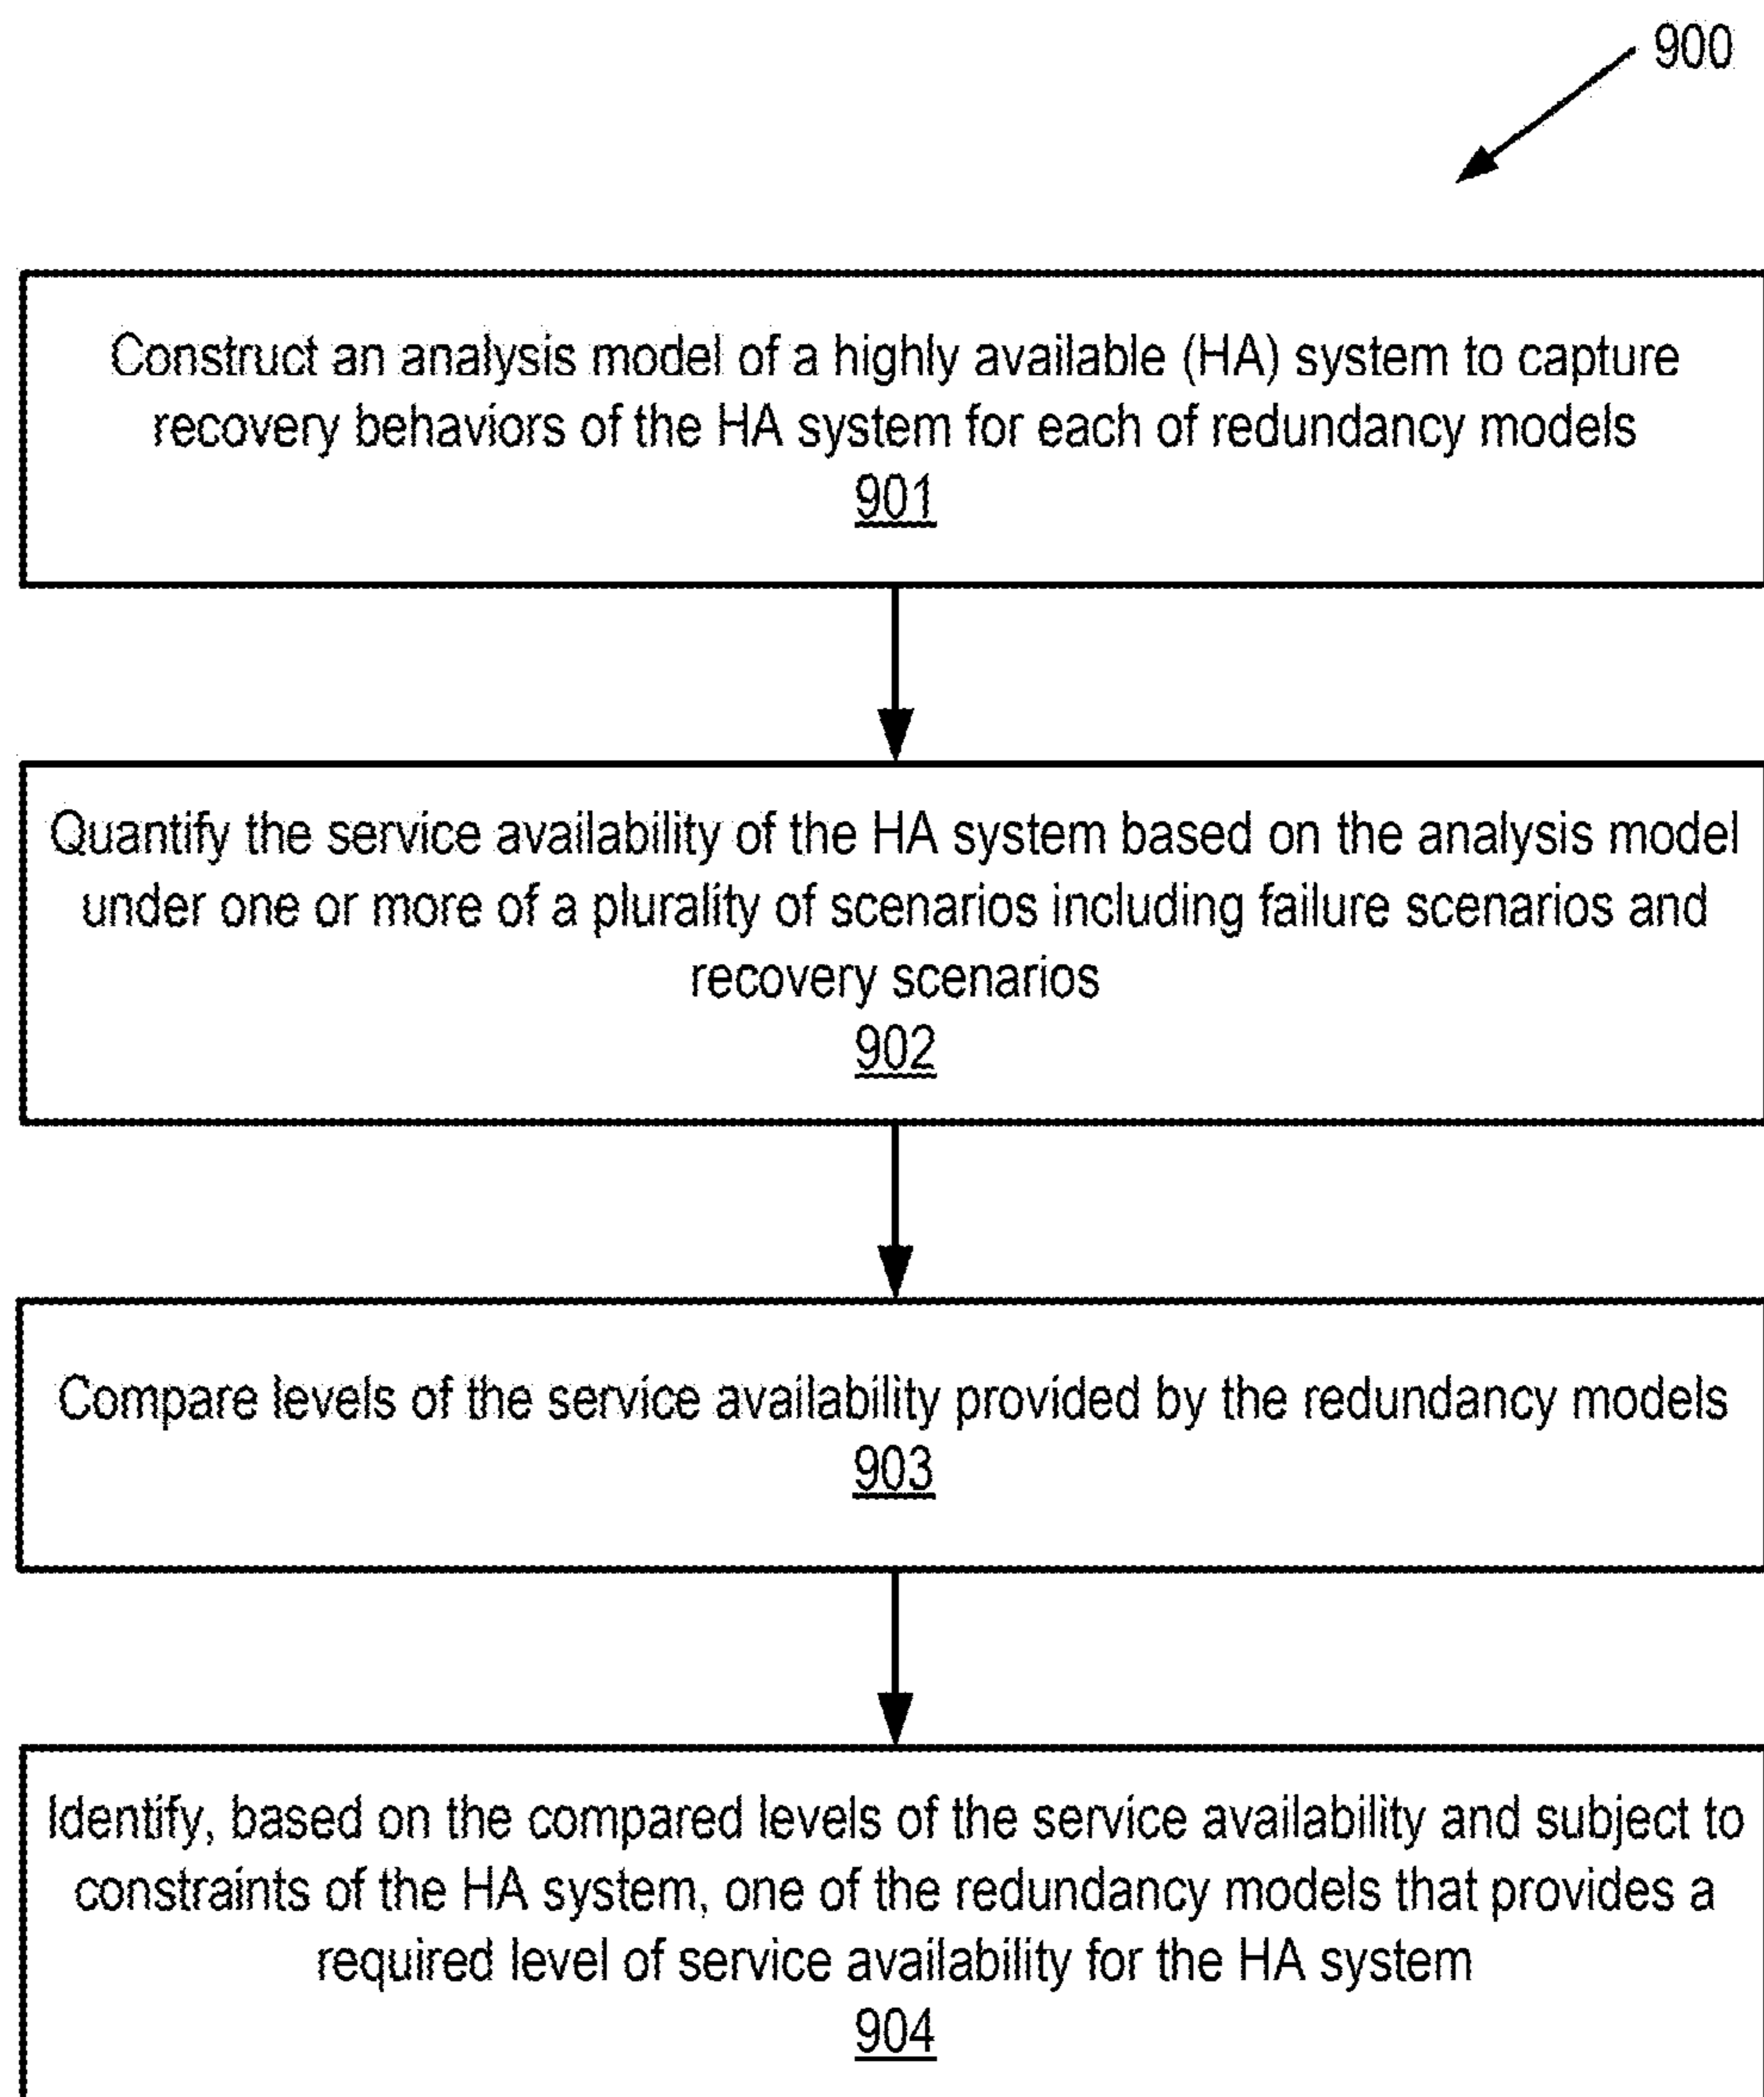 900
Construct an analysis model of a highly available (HA) system to capture
recovery behaviors of the HA system for each of redundancy models
901
Quantify the service availability of the HA system based on the analysis model
under one or more of a plurality of scenarios including failure scenarios and
recovery scenarios
902
Compare levels of the service availability provided by the redundancy models
903
Identify, based on the compared levels of the service availability and subject to
constraints of the HA system, one of the redundancy models that provides a
required level of service availability for the HA system
904